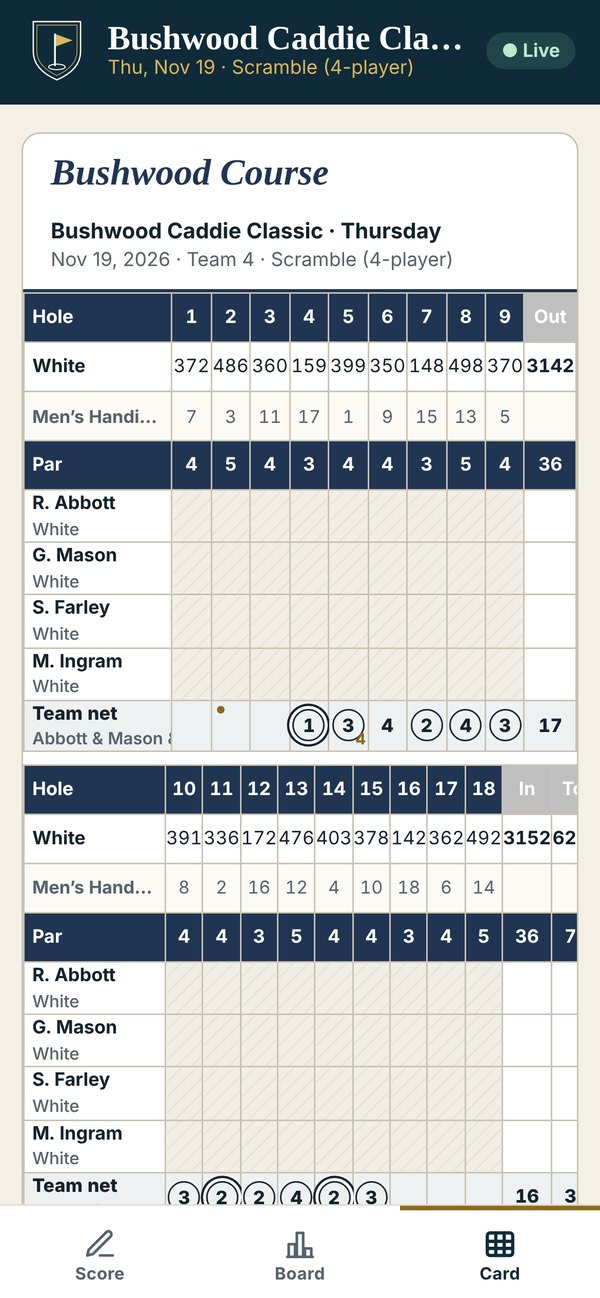 Bushwood Caddie Cla…
Thu, Nov 19 · Scramble (4-player)
Live
Bushwood Course
Bushwood Caddie Classic · Thursday
Nov 19, 2026 · Team 4 · Scramble (4-player)
Hole 1 2 3 4 5 6 7 8 9 Out
White 372 486 360 159 399 350 148 498 370 3142
Men's Handi… 7 3 11 17 1 9 15 13 5
Par 4 5 4 3 4 4 3 5 4 36
R. Abbott
White
G. Mason
White
S. Farley
White
M. Ingram
White
Team net 1 3 4 2 4 3 17
4
Abbott & Mason &
Hole 10 11 12 13 14 15 16 17 18 In To
White 391 336 172 476 403 378 142 362 492 3152 62
Men's Hand… 8 2 16 12 4 10 18 6 14
Par 4 4 3 5 4 4 3 4 5 36 7
R. Abbott
White
G. Mason
White
S. Farley
White
M. Ingram
White
Team net 3 2 2 4 2 3 16 3
Score
Board
Card